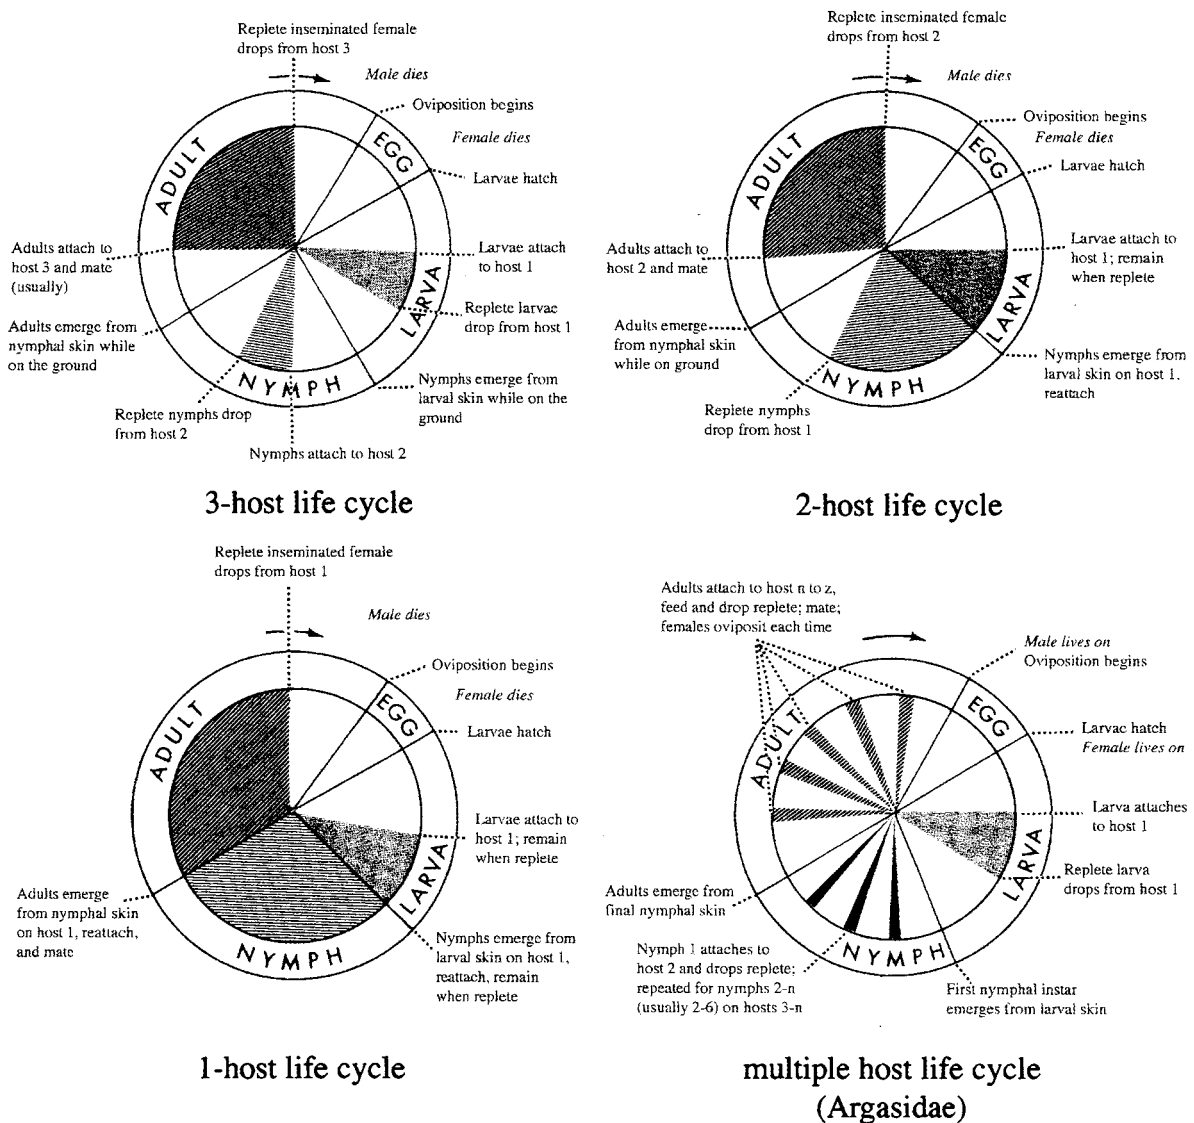 Replete inseminated female
drops from host 3
Male dies
Oviposition begins
EGG
Female dies
Larvae hatch
ADULT
Adults attach to
host 3 and mate
(usually)
Larvae attach
to host 1
LARVA
Replete larvae
drop from host 1
Adults emerge from
nymphal skin while
on the ground
NYMPH
Nymphs emerge from
larval skin while on the
ground
Replete nymphs drop
from host 2
Nymphs attach to host 2
3-host life cycle
Replete inseminated female
drops from host 2
Male dies
Oviposition begins
EGG
Female dies
Larvae hatch
ADULT
Adults attach to
host 2 and mate
Larvae attach to
host 1; remain
when replete
LARVA
Adults emerge
from nymphal skin
while on ground
NYMPH
Nymphs emerge from
larval skin on host 1,
reattach
Replete nymphs
drop from host 1
2-host life cycle
Replete inseminated female
drops from host 1
Male dies
Oviposition begins
EGG
Female dies
Larvae hatch
ADULT
Larvae attach to
host 1; remain
when replete
LARVA
Adults emerge
from nymphal skin
on host 1, reattach,
and mate
NYMPH
Nymphs emerge from
larval skin on host 1,
reattach, remain
when replete
1-host life cycle
Adults attach to host n to z,
feed and drop replete; mate;
females oviposit each time
Male lives on
Oviposition begins
EGG
Larvae hatch
Female lives on
ADULT
Larva attaches
to host 1
LARVA
Replete larva
drops from host 1
Adults emerge from
final nymphal skin
NYMPH
Nymph 1 attaches to
host 2 and drops replete;
repeated for nymphs 2-n
(usually 2-6) on hosts 3-n
First nymphal instar
emerges from larval skin
multiple host life cycle
(Argasidae)